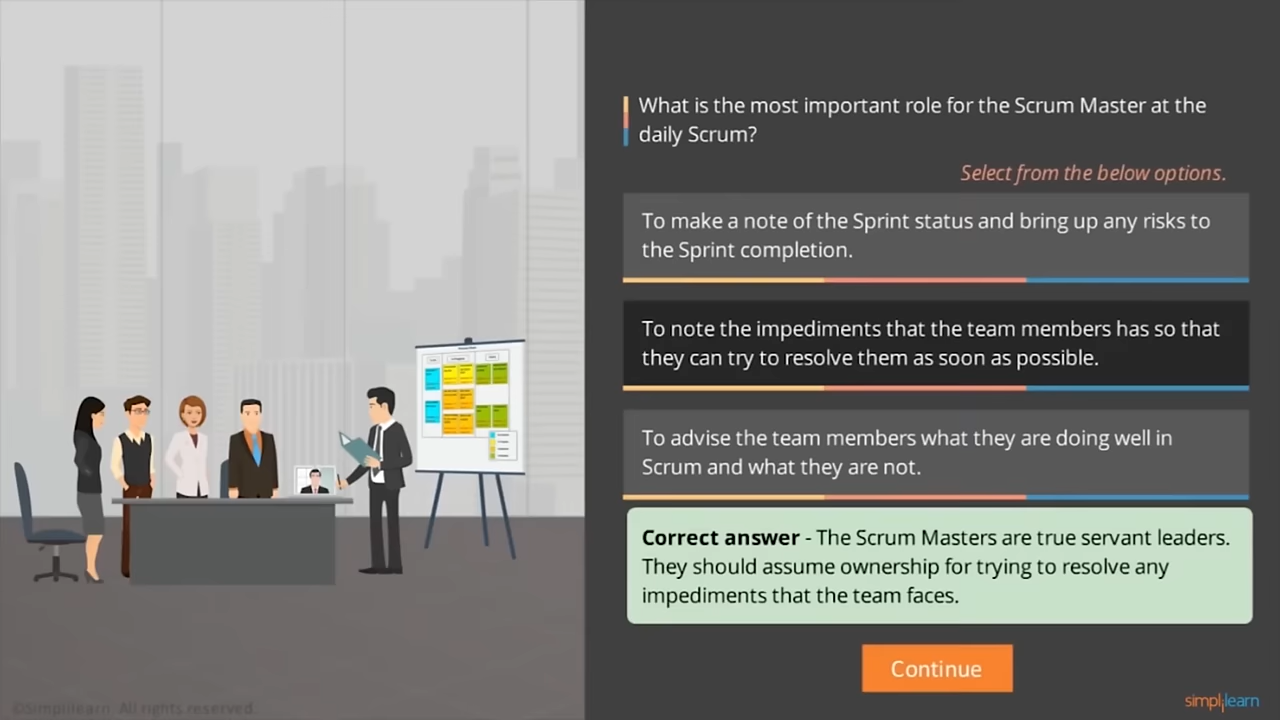 What is the most important role for the Scrum Master at the
daily Scrum?
Select from the below options.
To make a note of the Sprint status and bring up any risks to
the Sprint completion.
To note the impediments that the team members has so that
they can try to resolve them as soon as possible.
To advise the team members what they are doing well in
Scrum and what they are not.
Correct answer - The Scrum Masters are true servant leaders.
They should assume ownership for trying to resolve any
impediments that the team faces.
Continue
©Simplilearn. All rights reserved.
simplilearn